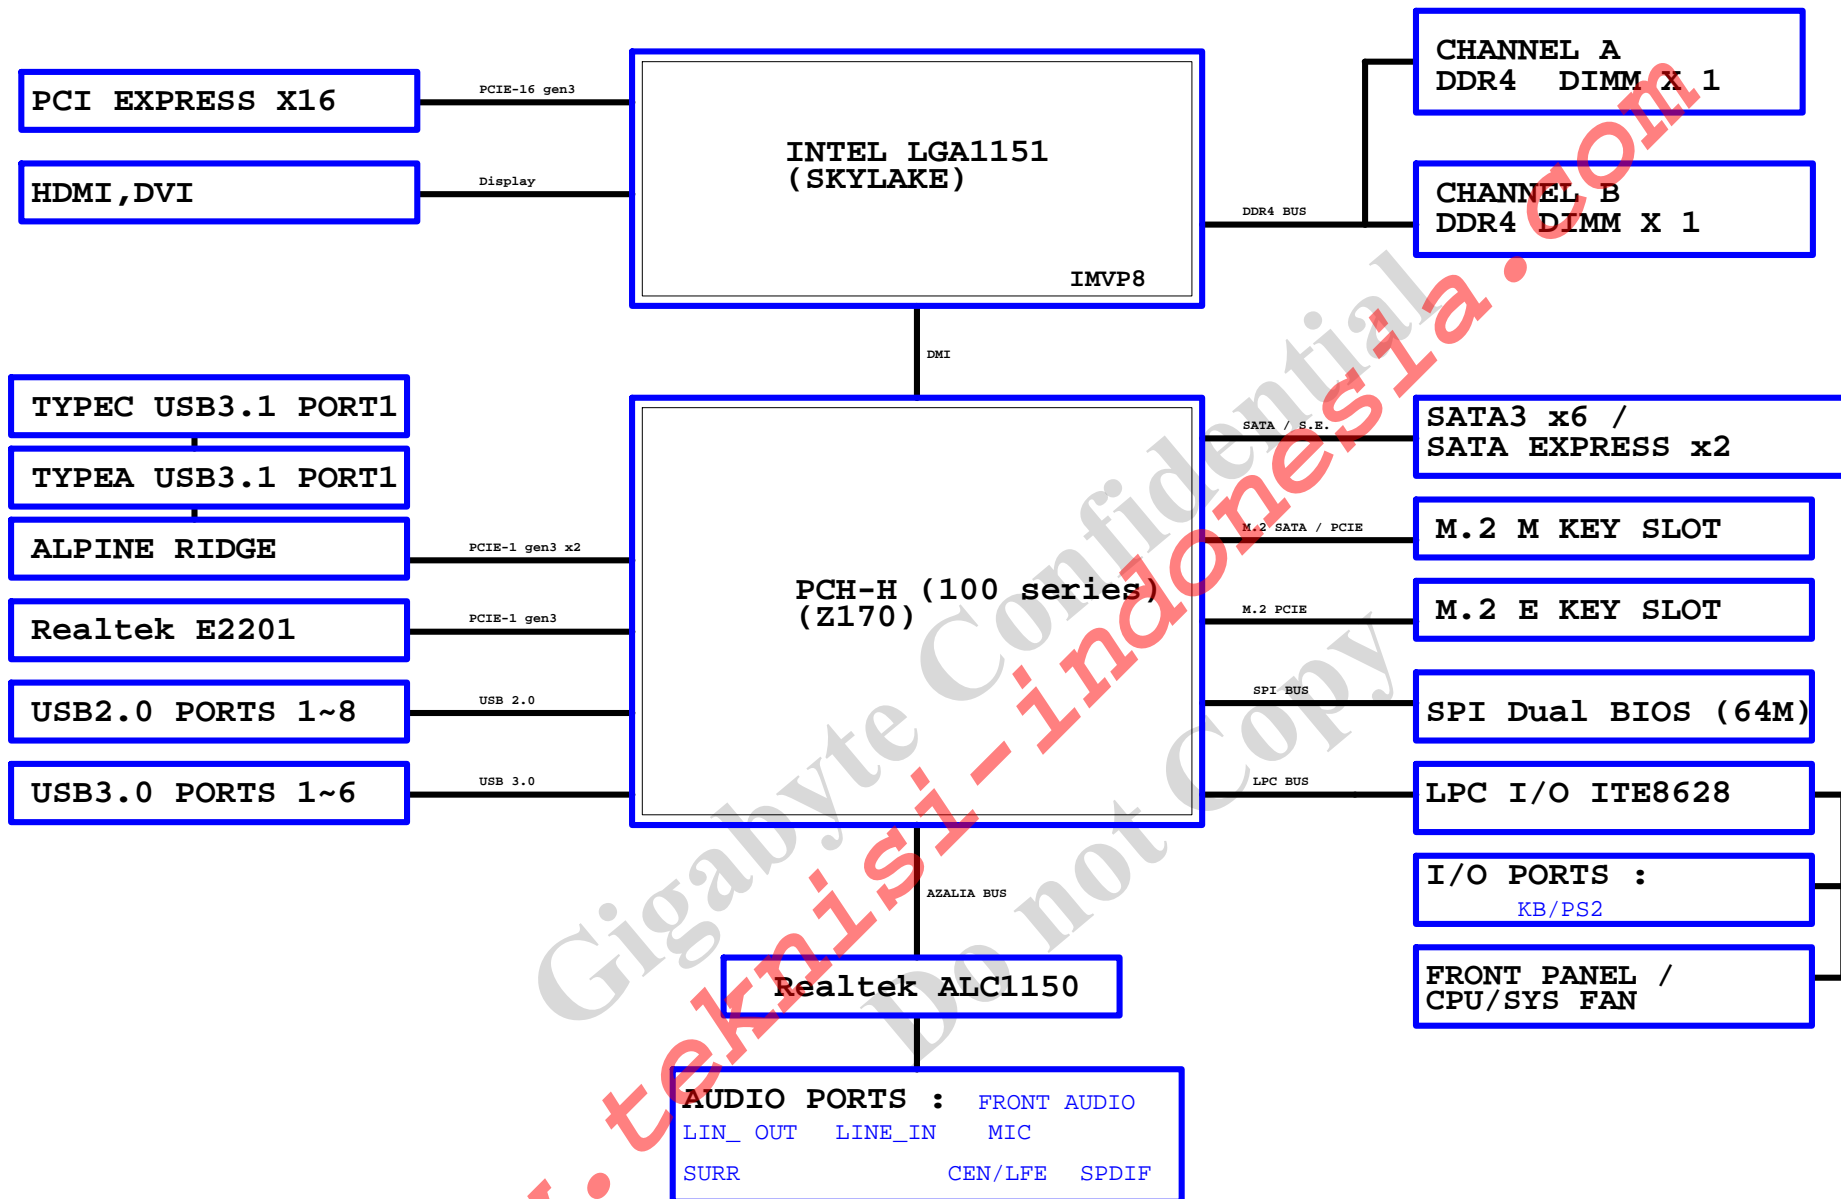 PCI EXPRESS X16
PCIE-16 gen3
HDMI,DVI
Display
INTEL LGA1151
(SKYLAKE)
IMVP8
DDR4 BUS
CHANNEL A
DDR4 DIMM X 1
CHANNEL B
DDR4 DIMM X 1
DMI
TYPEC USB3.1 PORT1
TYPEA USB3.1 PORT1
ALPINE RIDGE
PCIE-1 gen3 x2
Realtek E2201
PCIE-1 gen3
USB2.0 PORTS 1~8
USB 2.0
USB3.0 PORTS 1~6
USB 3.0
PCH-H (100 series)
(Z170)
SATA / S.E.
SATA3 x6 /
SATA EXPRESS x2
M.2 SATA / PCIE
M.2 M KEY SLOT
M.2 PCIE
M.2 E KEY SLOT
SPI BUS
SPI Dual BIOS (64M)
LPC BUS
LPC I/O ITE8628
I/O PORTS :
KB/PS2
FRONT PANEL /
CPU/SYS FAN
AZALIA BUS
Realtek ALC1150
AUDIO PORTS : FRONT AUDIO
LIN_ OUT LINE_IN MIC
SURR CEN/LFE SPDIF
Gigabyte Confidential
Do not Copy
.teknisi-indonesia.com